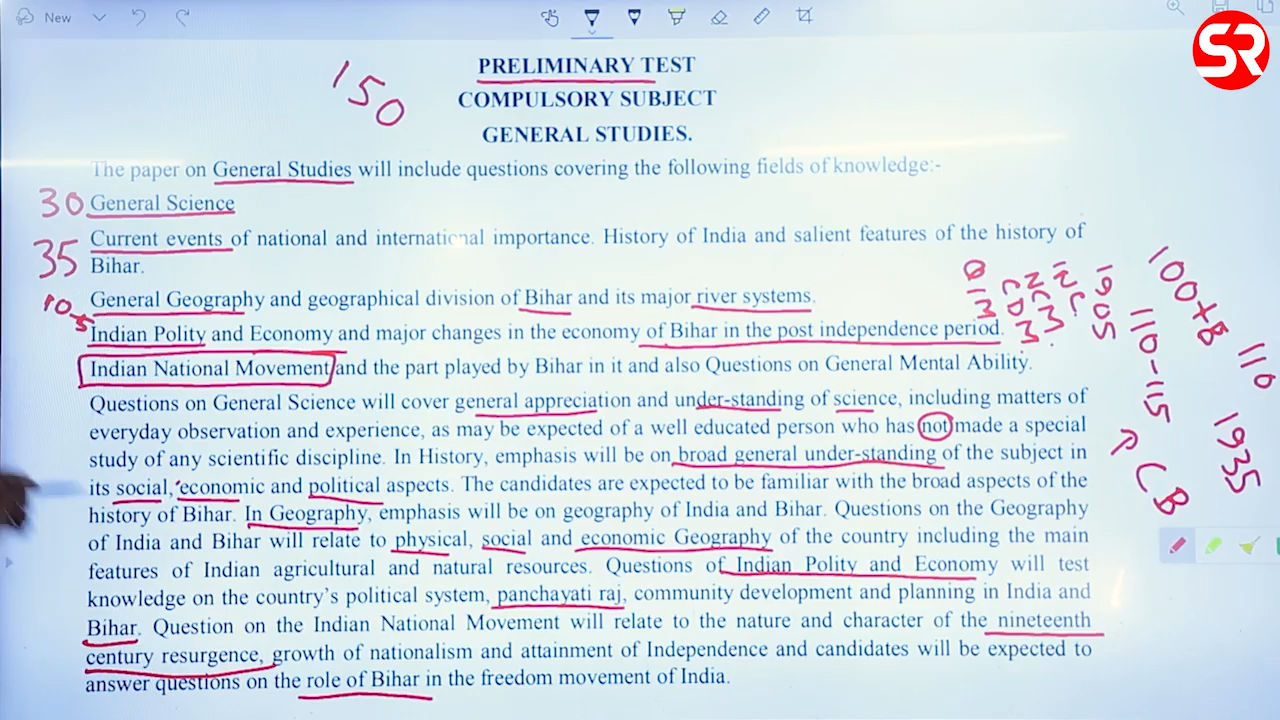 New
SR
PRELIMINARY TEST
150
COMPULSORY SUBJECT
GENERAL STUDIES.
The paper on General Studies will include questions covering the following fields of knowledge:-
30 General Science
35 Current events of national and international importance. History of India and salient features of the history of
Bihar.
10 General Geography and geographical division of Bihar and its major river systems.
Indian Polity and Economy and major changes in the economy of Bihar in the post independence period.
Indian National Movement and the part played by Bihar in it and also Questions on General Mental Ability.
Questions on General Science will cover general appreciation and under-standing of science, including matters of
everyday observation and experience, as may be expected of a well educated person who has not made a special
study of any scientific discipline. In History, emphasis will be on broad general under-standing of the subject in
its social, economic and political aspects. The candidates are expected to be familiar with the broad aspects of the
history of Bihar. In Geography, emphasis will be on geography of India and Bihar. Questions on the Geography
of India and Bihar will relate to physical, social and economic Geography of the country including the main
features of Indian agricultural and natural resources. Questions of Indian Polity and Economy will test
knowledge on the country's political system, panchayati raj, community development and planning in India and
Bihar. Question on the Indian National Movement will relate to the nature and character of the nineteenth
century resurgence, growth of nationalism and attainment of Independence and candidates will be expected to
answer questions on the role of Bihar in the freedom movement of India.
1905
100+8
110
110-115
1935
CB